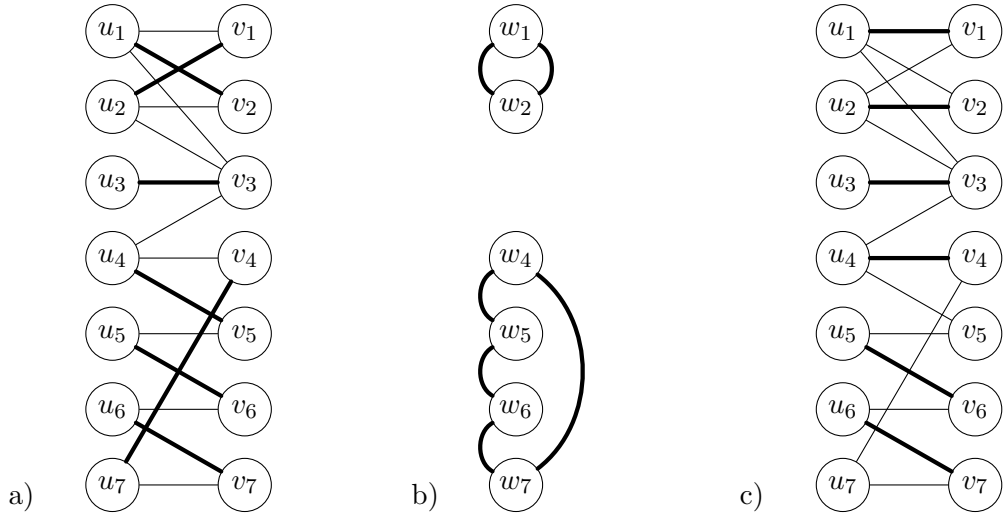 u₁ v₁ w₁ u₁ v₁
u₂ v₂ w₂ u₂ v₂
u₃ v₃ u₃ v₃
u₄ v₄ w₄ u₄ v₄
u₅ v₅ w₅ u₅ v₅
u₆ v₆ w₆ u₆ v₆
a) u₇ v₇ b) w₇ c) u₇ v₇